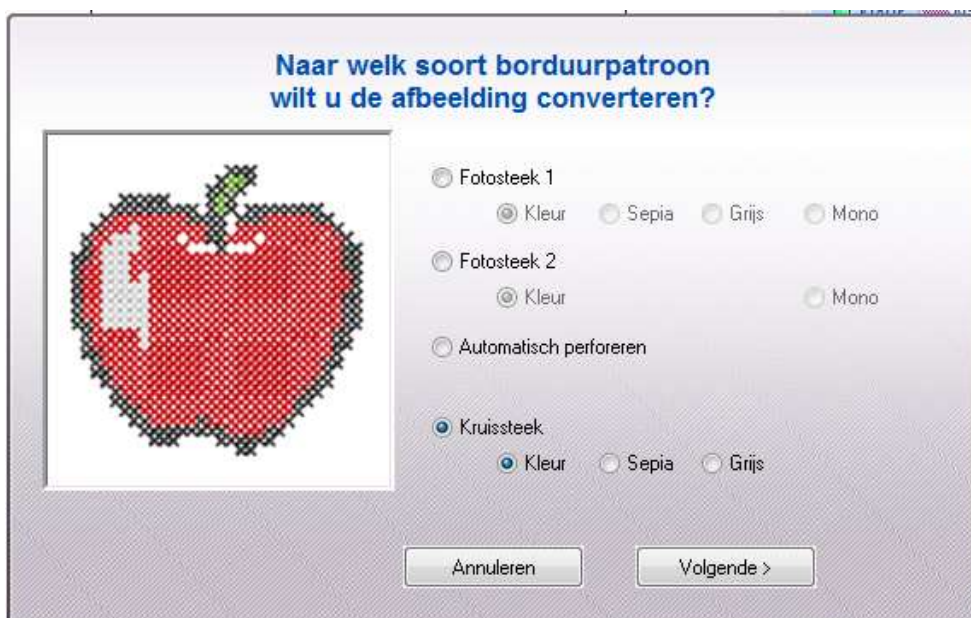 Naar welk soort borduurpatroon
wilt u de afbeelding converteren?
Fotosteek 1
Kleur Sepia Grijs Mono
Fotosteek 2
Kleur Mono
Automatisch perforeren
Kruissteek
Kleur Sepia Grijs
Annuleren Volgende >